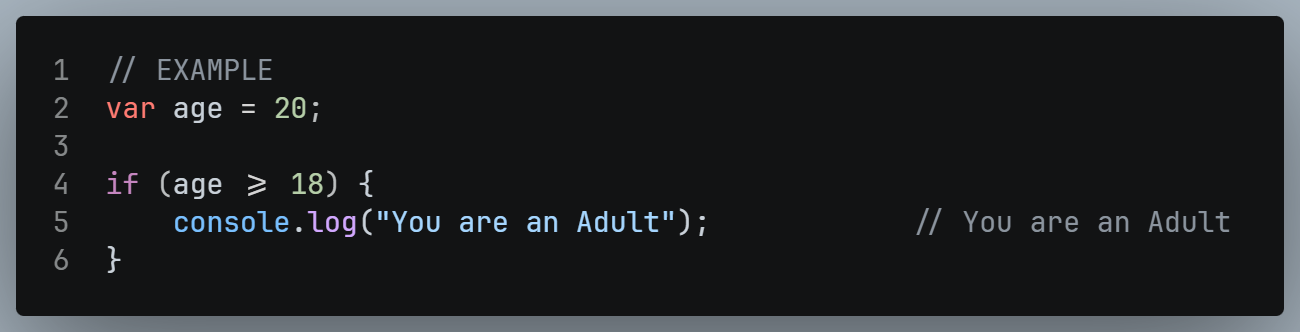 1 // EXAMPLE
2 var age = 20;
3
4 if (age >= 18) {
5     console.log("You are an Adult");             // You are an Adult
6 }